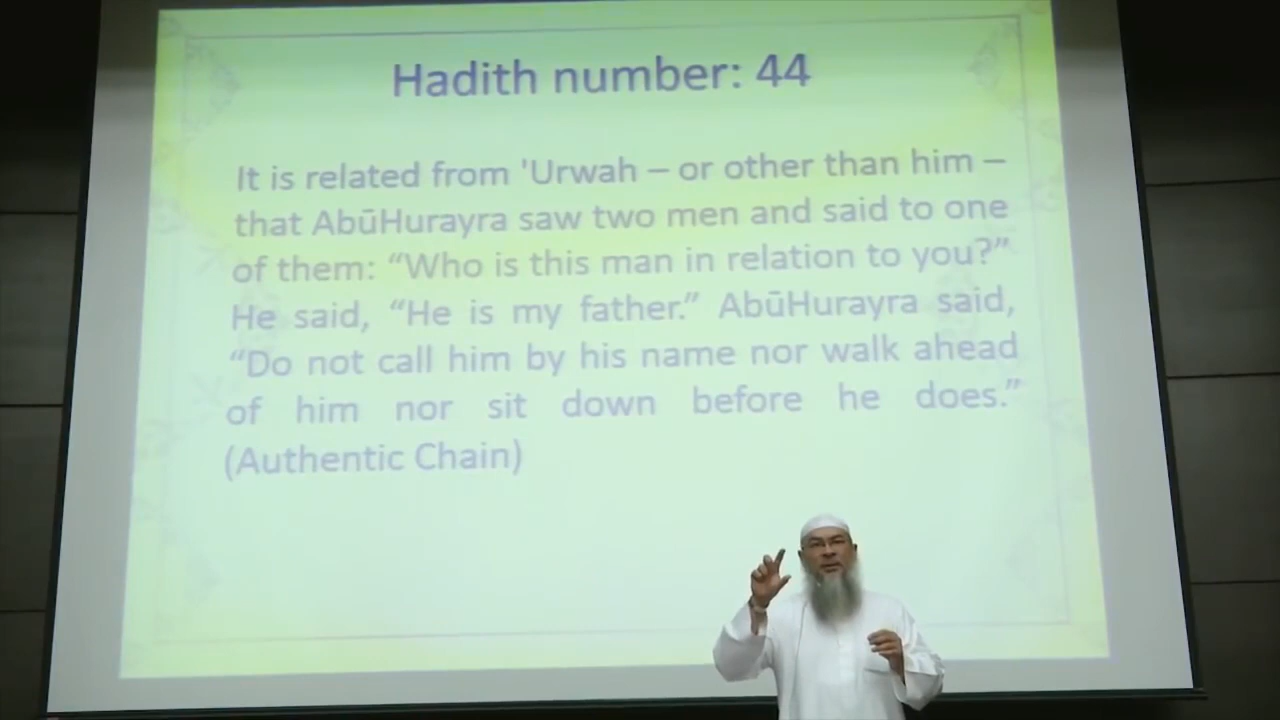 Hadith number: 44
It is related from 'Urwah – or other than him –
that AbūHurayra saw two men and said to one
of them: “Who is this man in relation to you?”
He said, “He is my father.” AbūHurayra said,
“Do not call him by his name nor walk ahead
of him nor sit down before he does.”
(Authentic Chain)